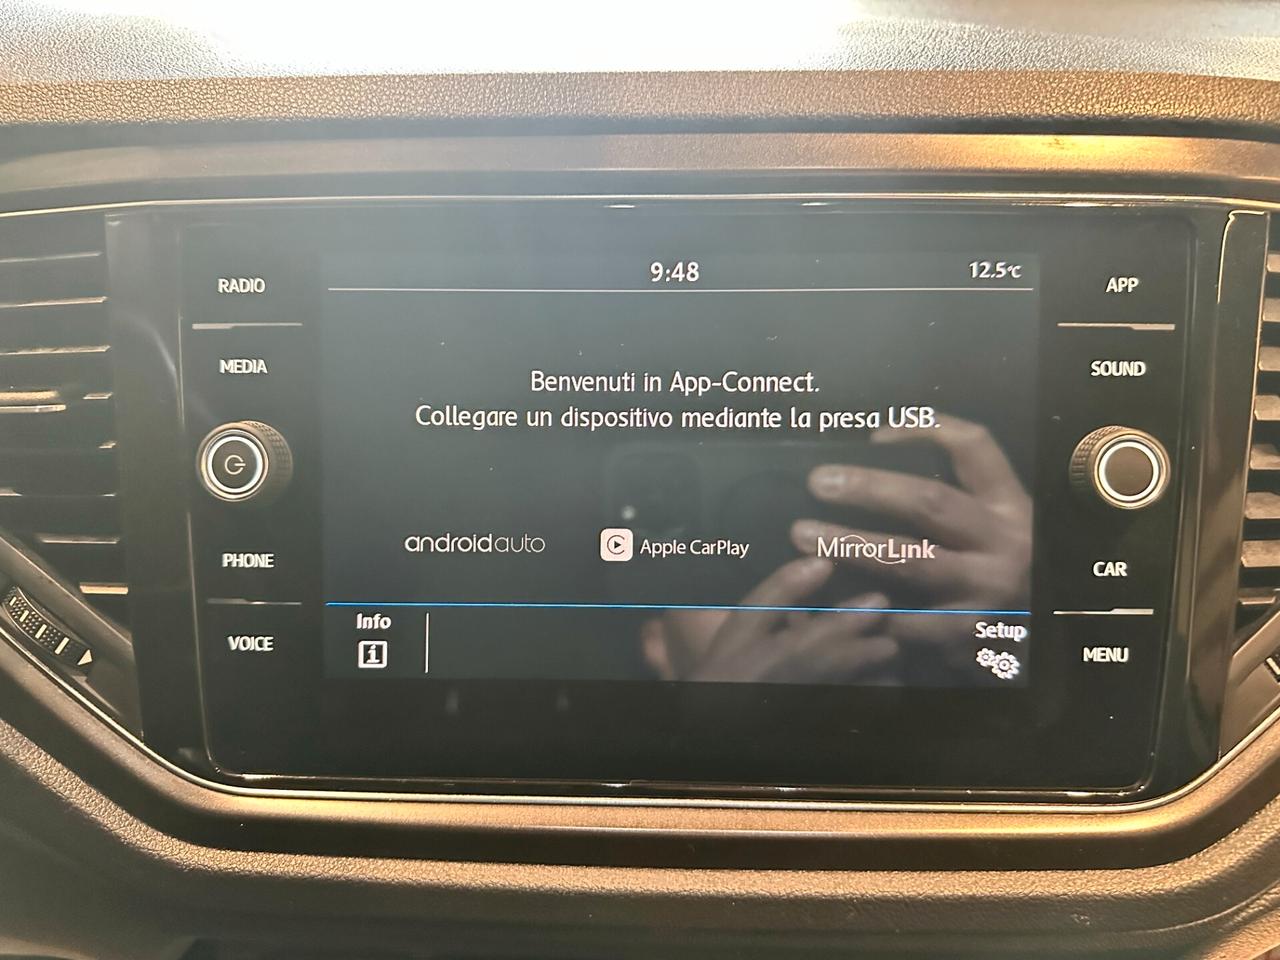 9:48
12.5°C
RADIO
MEDIA
PHONE
VOICE
Benvenuti in App-Connect.
Collegare un dispositivo mediante la presa USB.
androidauto
Apple CarPlay
MirrorLink
Info
i
Setup
APP
SOUND
CAR
MENU